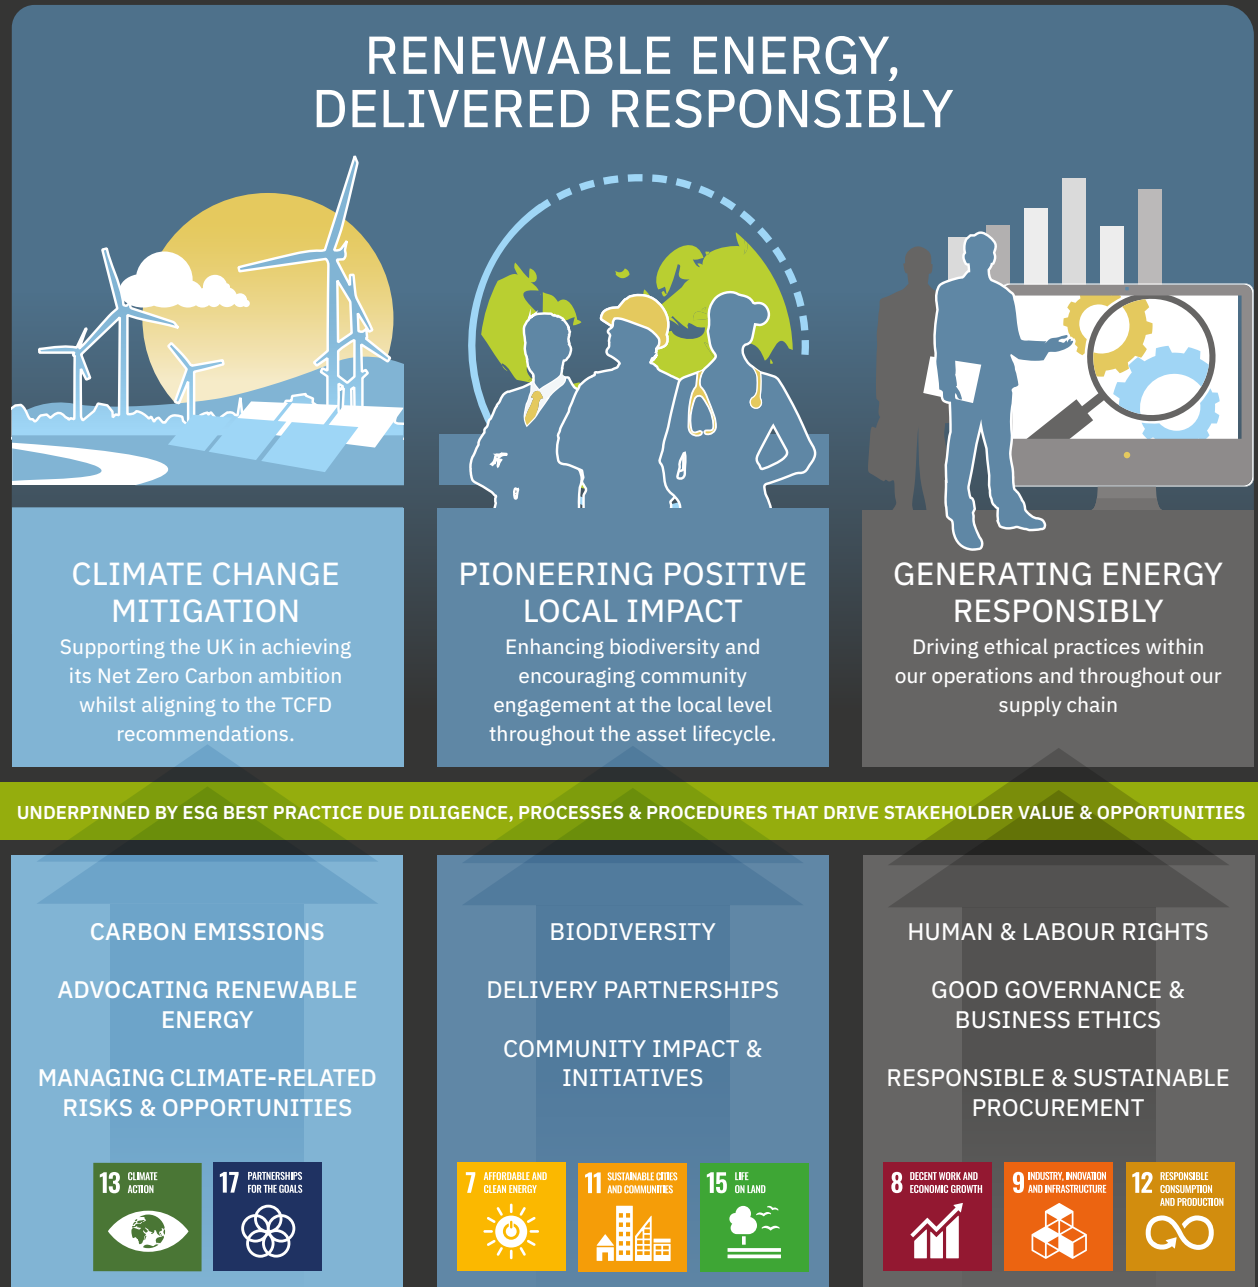 RENEWABLE ENERGY,
DELIVERED RESPONSIBLY
CLIMATE CHANGE
MITIGATION
Supporting the UK in achieving
its Net Zero Carbon ambition
whilst aligning to the TCFD
recommendations.
PIONEERING POSITIVE
LOCAL IMPACT
Enhancing biodiversity and
encouraging community
engagement at the local level
throughout the asset lifecycle.
GENERATING ENERGY
RESPONSIBLY
Driving ethical practices within
our operations and throughout our
supply chain
UNDERPINNED BY ESG BEST PRACTICE DUE DILIGENCE, PROCESSES & PROCEDURES THAT DRIVE STAKEHOLDER VALUE & OPPORTUNITIES
CARBON EMISSIONS
ADVOCATING RENEWABLE
ENERGY
MANAGING CLIMATE-RELATED
RISKS & OPPORTUNITIES
13 CLIMATE
ACTION
17 PARTNERSHIPS
FOR THE GOALS
BIODIVERSITY
DELIVERY PARTNERSHIPS
COMMUNITY IMPACT &
INITIATIVES
7 AFFORDABLE AND
CLEAN ENERGY
11 SUSTAINABLE CITIES
AND COMMUNITIES
15 LIFE
ON LAND
HUMAN & LABOUR RIGHTS
GOOD GOVERNANCE &
BUSINESS ETHICS
RESPONSIBLE & SUSTAINABLE
PROCUREMENT
8 DECENT WORK AND
ECONOMIC GROWTH
9 INDUSTRY, INNOVATION
AND INFRASTRUCTURE
12 RESPONSIBLE
CONSUMPTION
AND PRODUCTION